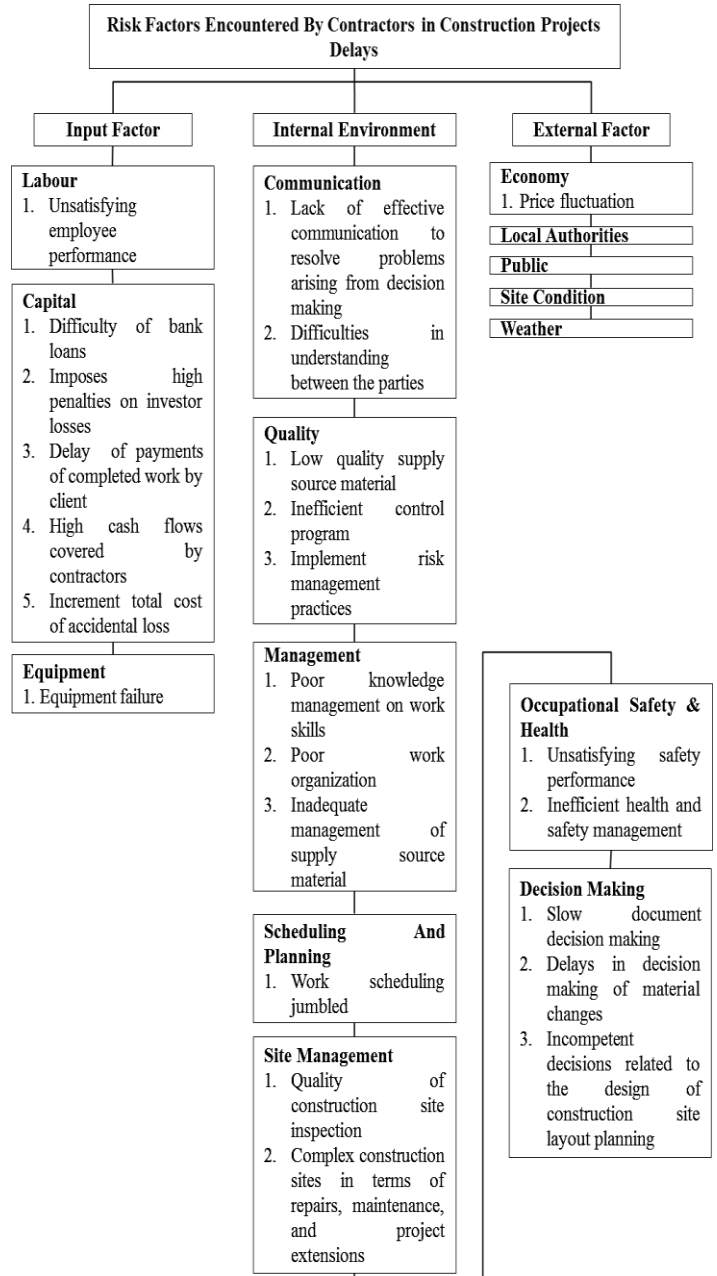 Risk Factors Encountered By Contractors in Construction Projects
Delays
Input Factor
Labour
1. Unsatisfying
employee
performance
Capital
1. Difficulty of bank
loans
2. Imposes high
penalties on investor
losses
3. Delay of payments
of completed work by
client
4. High cash flows
covered by
contractors
5. Increment total cost
of accidental loss
Equipment
1. Equipment failure
Internal Environment
Communication
1. Lack of effective
communication to
resolve problems
arising from decision
making
2. Difficulties in
understanding
between the parties
Quality
1. Low quality supply
source material
2. Inefficient control
program
3. Implement risk
management
practices
Management
1. Poor knowledge
management on work
skills
2. Poor work
organization
3. Inadequate
management of
supply source
material
Scheduling And
Planning
1. Work scheduling
jumbled
Site Management
1. Quality of
construction site
inspection
2. Complex construction
sites in terms of
repairs, maintenance,
and project
extensions
Occupational Safety &
Health
1. Unsatisfying safety
performance
2. Inefficient health and
safety management
Decision Making
1. Slow document
decision making
2. Delays in decision
making of material
changes
3. Incompetent
decisions related to
the design of
construction site
layout planning
External Factor
Economy
1. Price fluctuation
Local Authorities
Public
Site Condition
Weather